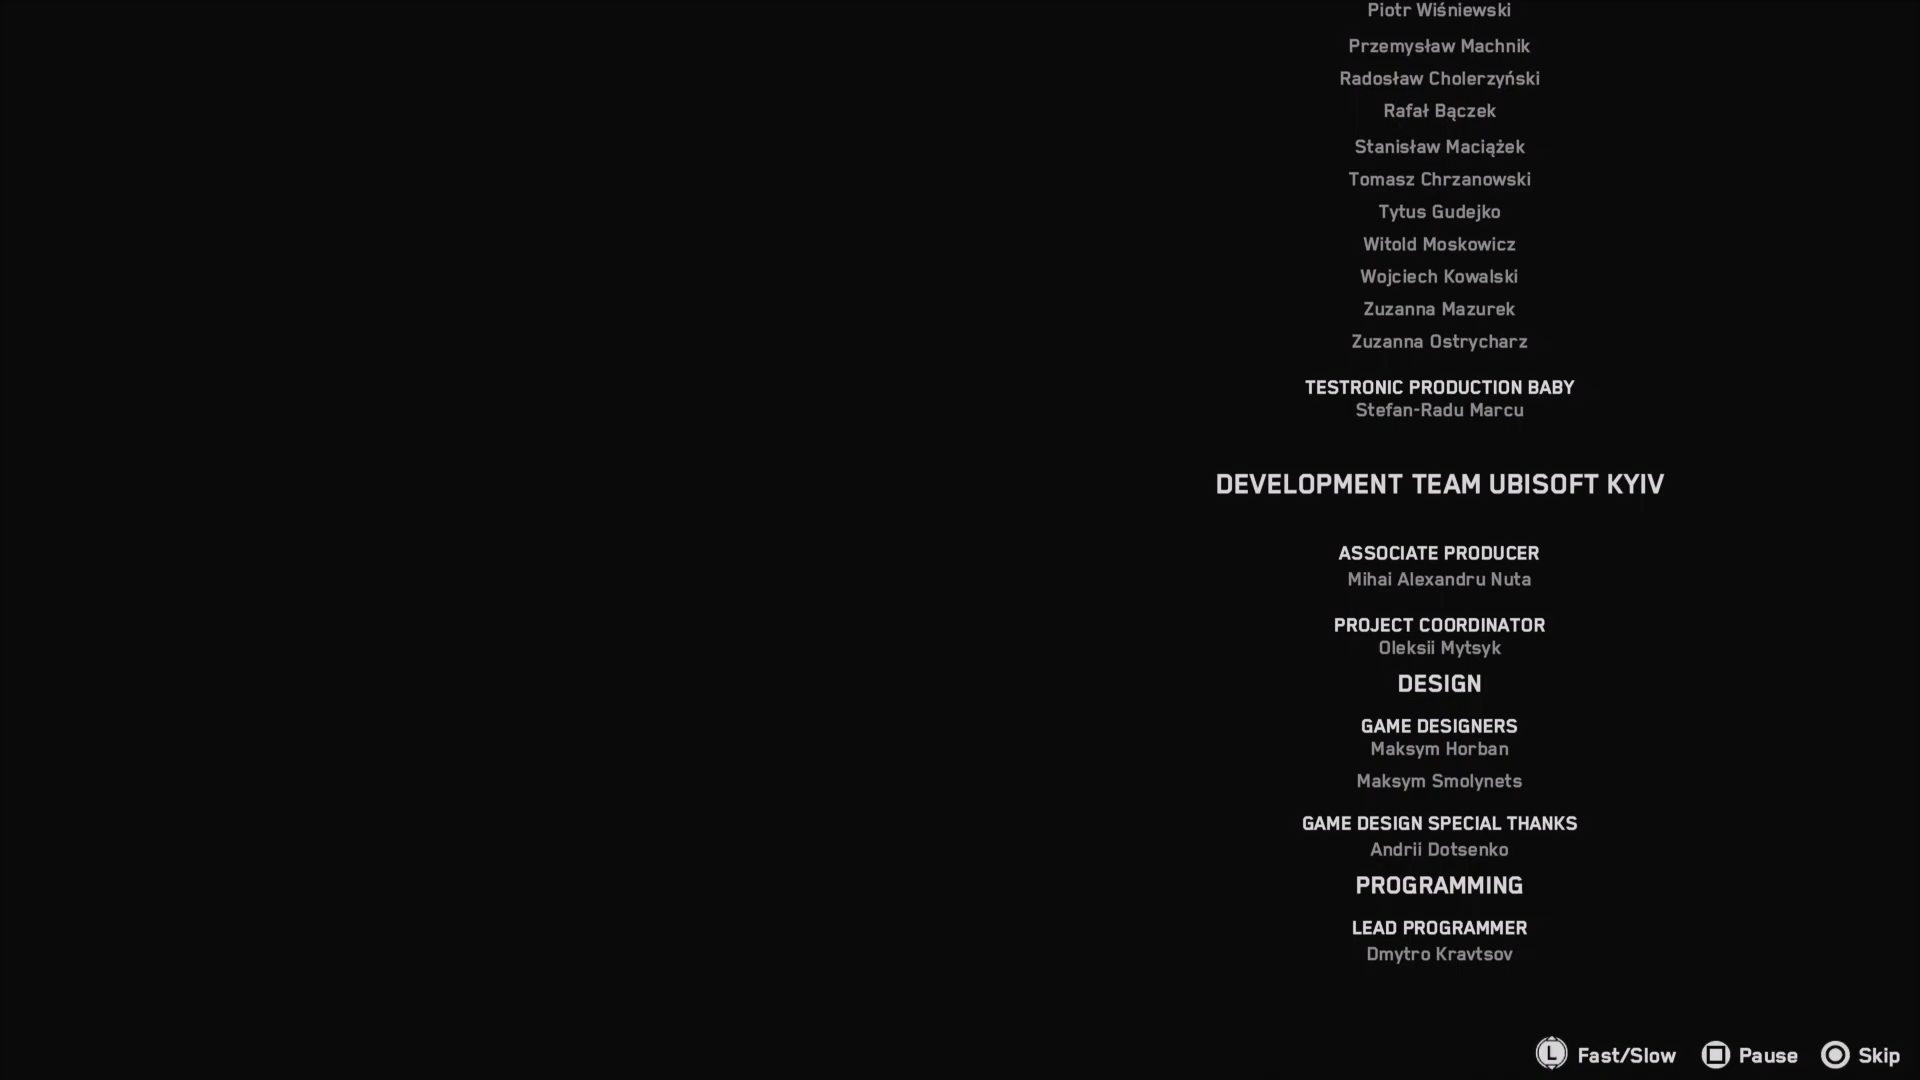 Piotr Wiśniewski
Przemysław Machnik
Radosław Cholerzyński
Rafał Bączek
Stanisław Maciążek
Tomasz Chrzanowski
Tytus Gudejko
Witold Moskowicz
Wojciech Kowalski
Zuzanna Mazurek
Zuzanna Ostrycharz
TESTRONIC PRODUCTION BABY
Stefan-Radu Marcu
DEVELOPMENT TEAM UBISOFT KYIV
ASSOCIATE PRODUCER
Mihai Alexandru Nuta
PROJECT COORDINATOR
Oleksii Mytsyk
DESIGN
GAME DESIGNERS
Maksym Horban
Maksym Smolynets
GAME DESIGN SPECIAL THANKS
Andrii Dotsenko
PROGRAMMING
LEAD PROGRAMMER
Dmytro Kravtsov
L Fast/Slow Pause Skip